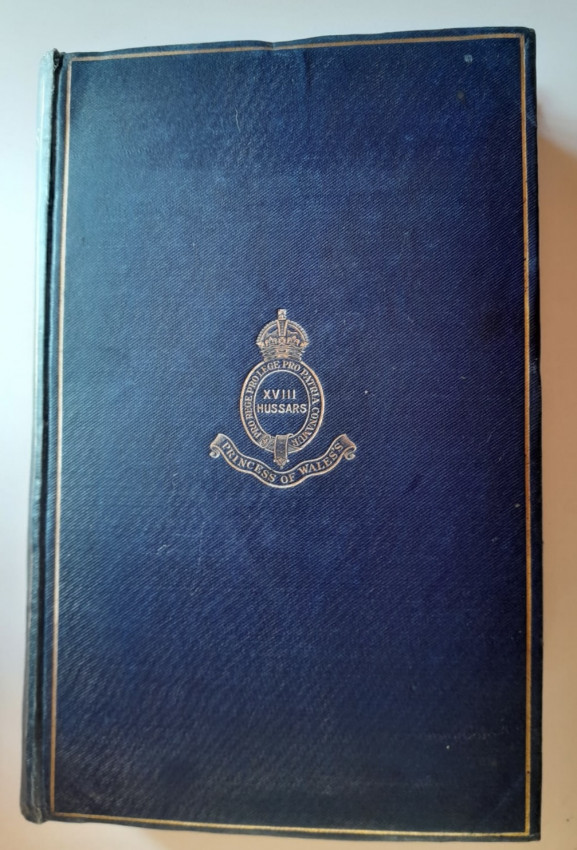 PRO REGE PRO LEGE PRO PATRIA CONAMUR
XVIII
HUSSARS
PRINCESS OF WALES'S